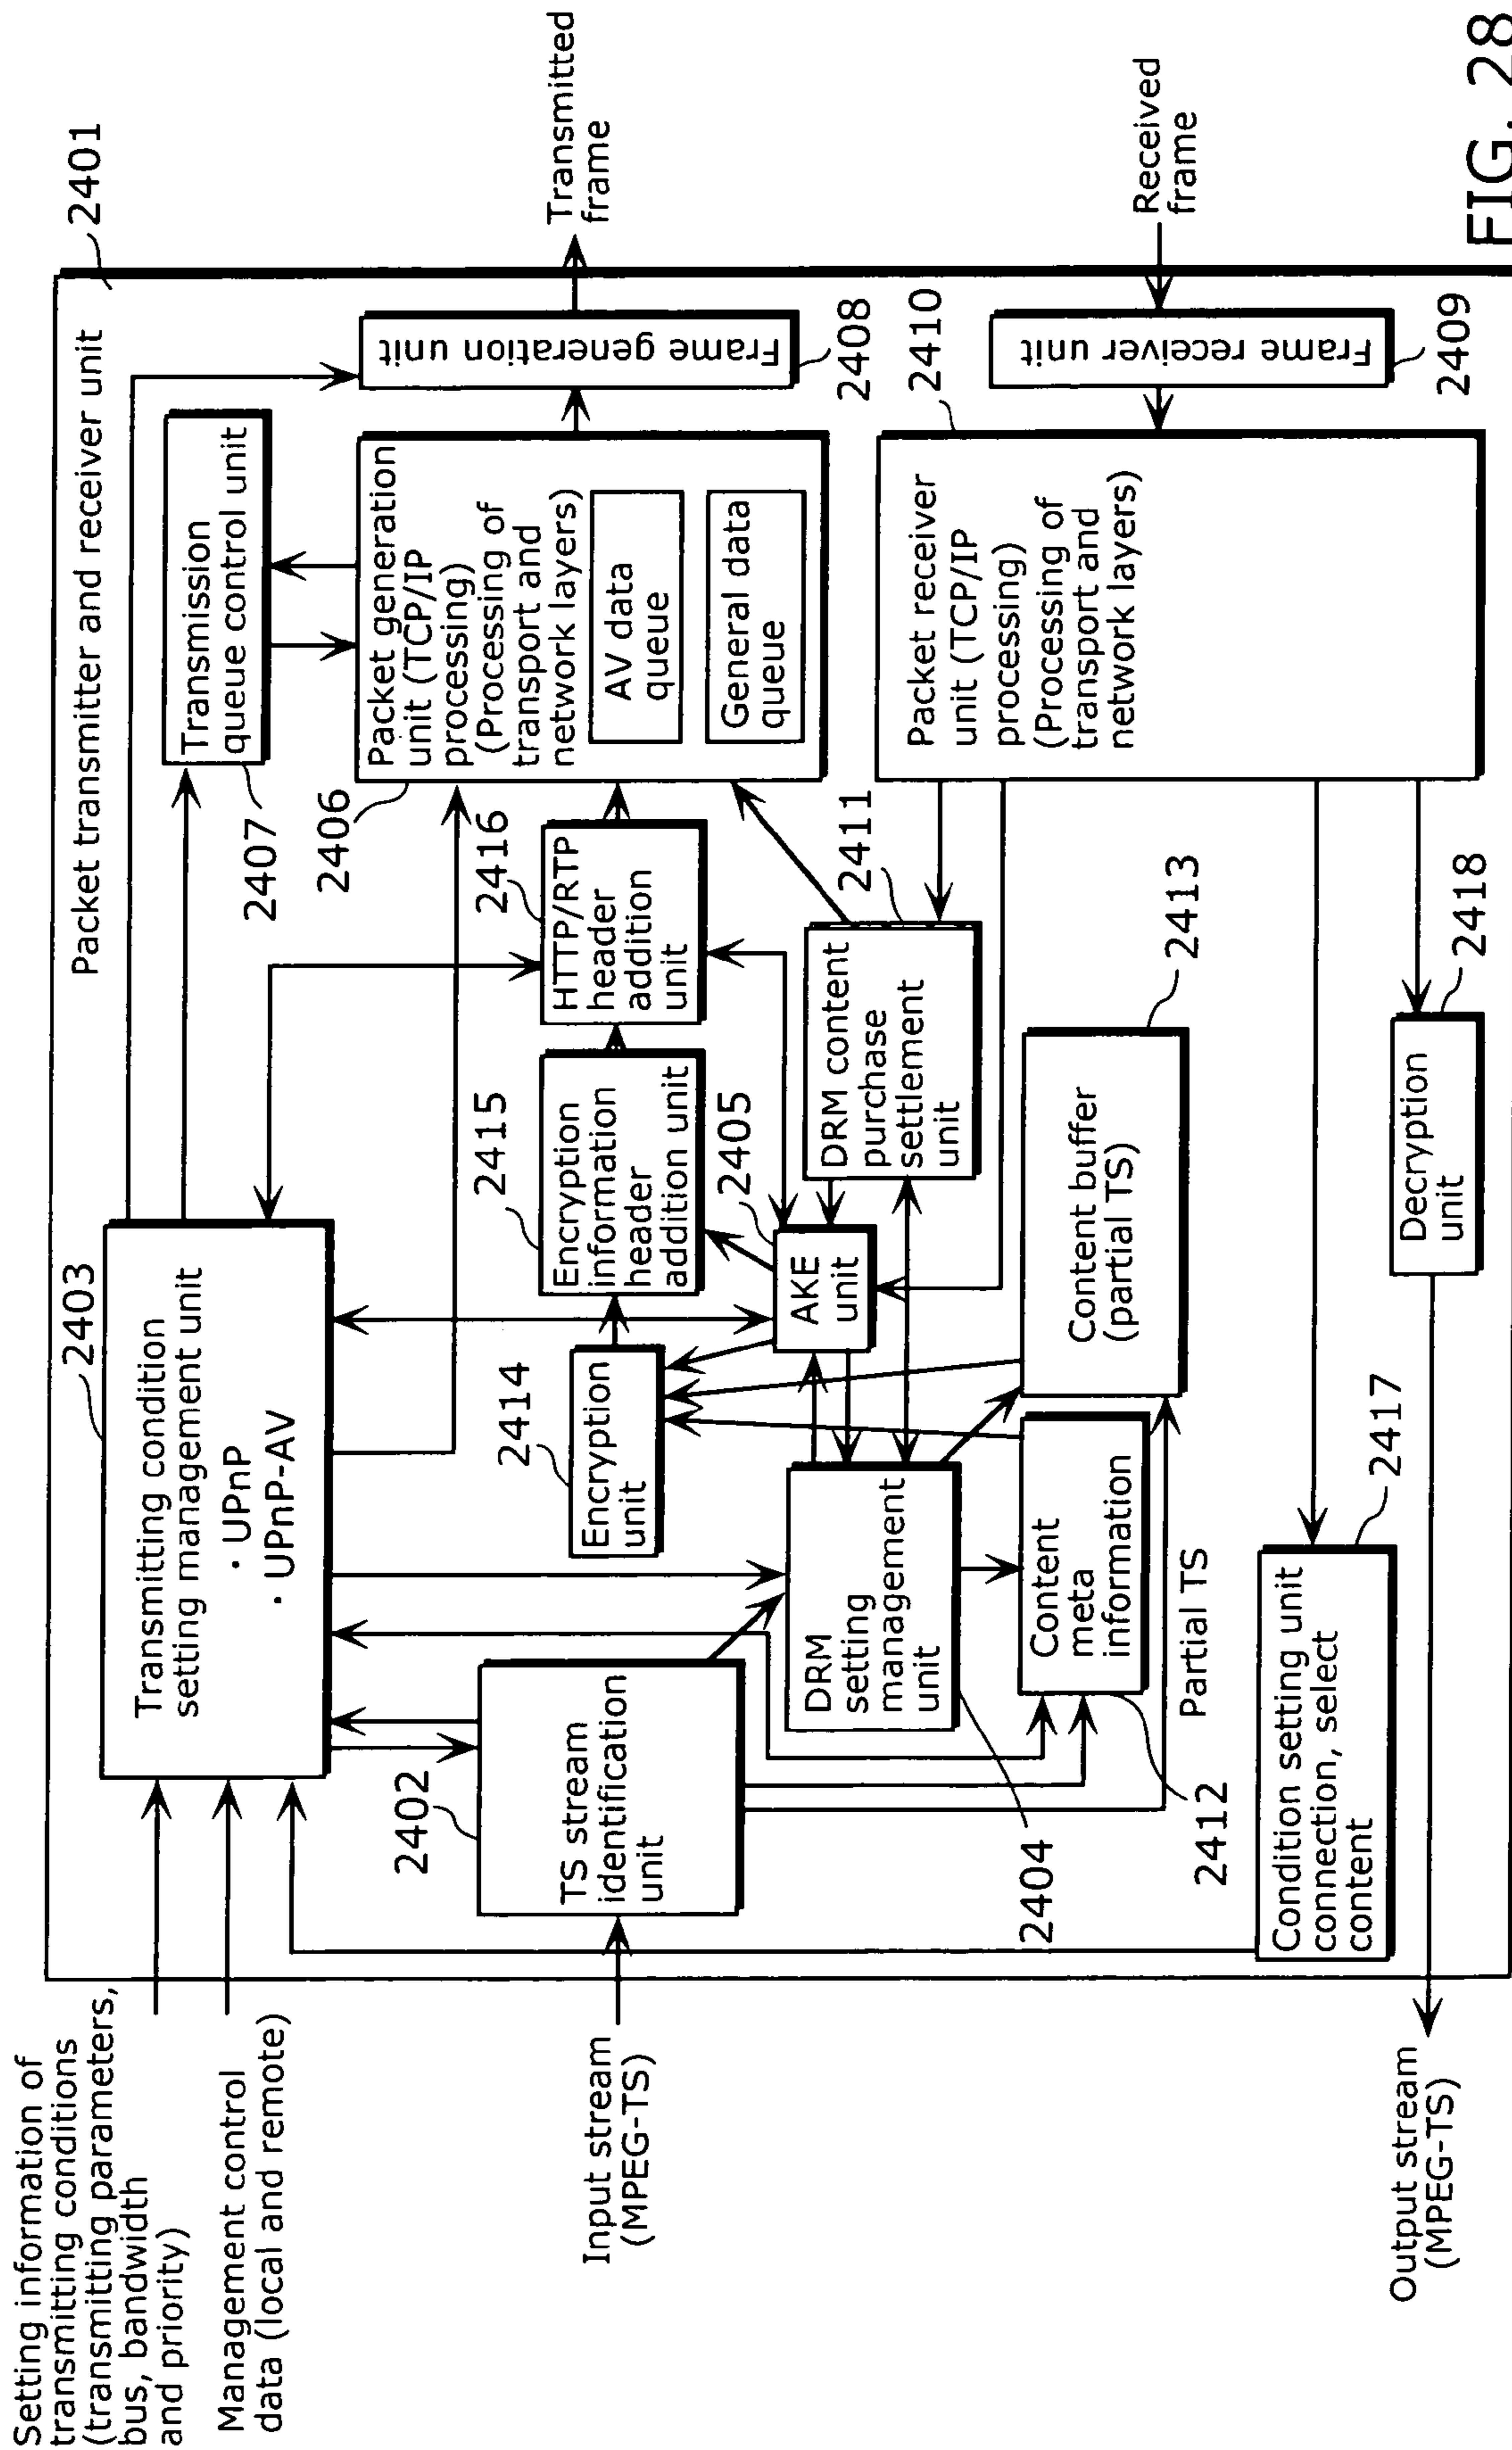 Setting information of
transmitting conditions
(transmitting parameters,
bus, bandwidth
and priority)
Management control
data (local and remote)
Input stream
(MPEG-TS)
Output stream
(MPEG-TS)
Packet transmitter and receiver unit
2401
2403
Transmitting condition
setting management unit
· UPnP
· UPnP-AV
Transmission
queue control unit
2407
2402
TS stream
identification
unit
2414
Encryption
unit
2415
Encryption
information
header
addition unit
2416
HTTP/RTP
header
addition
unit
2406
Packet generation
unit (TCP/IP
processing)
(Processing of
transport and
network layers)
AV data
queue
General data
queue
Frame generation unit
2408
Transmitted
frame
2404
DRM
setting
management
unit
2405
AKE
unit
2411
DRM content
purchase
settlement
unit
2412
Content
meta
information
Partial TS
2413
Content buffer
(partial TS)
2410
Packet receiver
unit (TCP/IP
processing)
(Processing of
transport and
network layers)
Frame receiver unit
2409
Received
frame
2417
Condition setting unit
connection, select
content
2418
Decryption
unit
FIG. 28